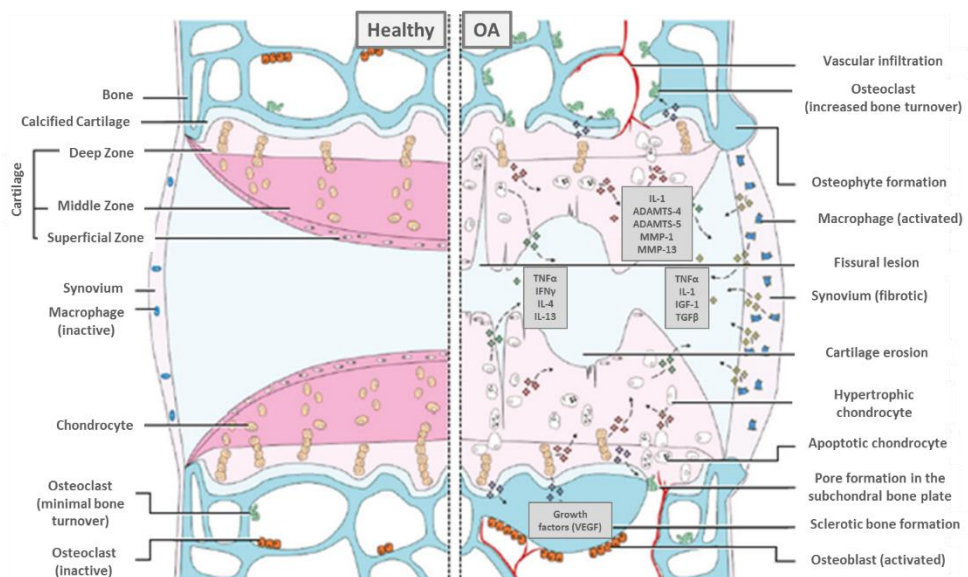 Healthy
OA
Bone
Calcified Cartilage
Cartilage
Deep Zone
Middle Zone
Superficial Zone
Synovium
Macrophage
(inactive)
Chondrocyte
Osteoclast
(minimal bone
turnover)
Osteoclast
(inactive)
IL-1
ADAMTS-4
ADAMTS-5
MMP-1
MMP-13
TNFα
IFNγ
IL-4
IL-13
TNFα
IL-1
IGF-1
TGFβ
Growth
factors (VEGF)
Vascular infiltration
Osteoclast
(increased bone turnover)
Osteophyte formation
Macrophage (activated)
Fissural lesion
Synovium (fibrotic)
Cartilage erosion
Hypertrophic
chondrocyte
Apoptotic chondrocyte
Pore formation in the
subchondral bone plate
Sclerotic bone formation
Osteoblast (activated)